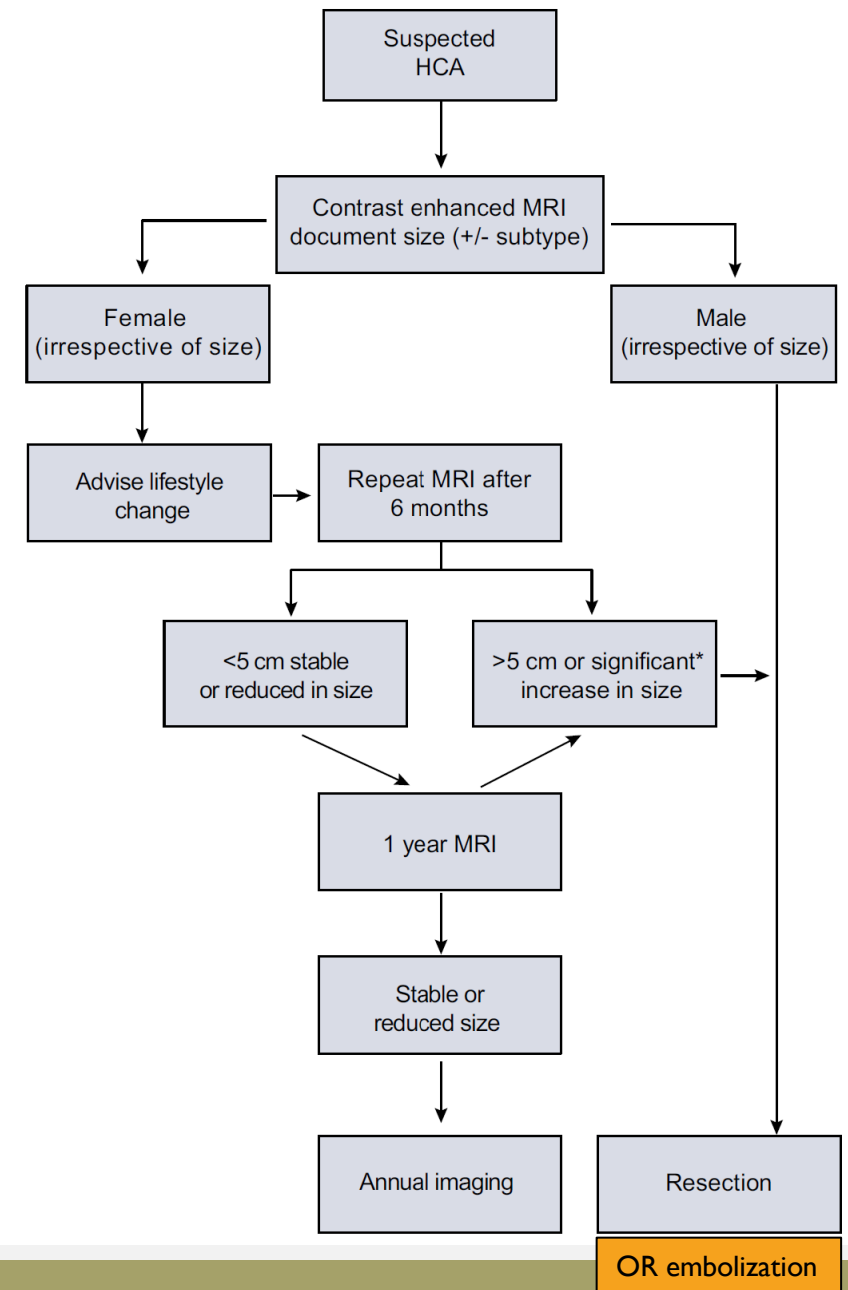 Suspected
HCA
Contrast enhanced MRI
document size (+/- subtype)
Female
(irrespective of size)
Male
(irrespective of size)
Advise lifestyle
change
Repeat MRI after
6 months
<5 cm stable
or reduced in size
>5 cm or significant*
increase in size
1 year MRI
Stable or
reduced size
Annual imaging
Resection
OR embolization